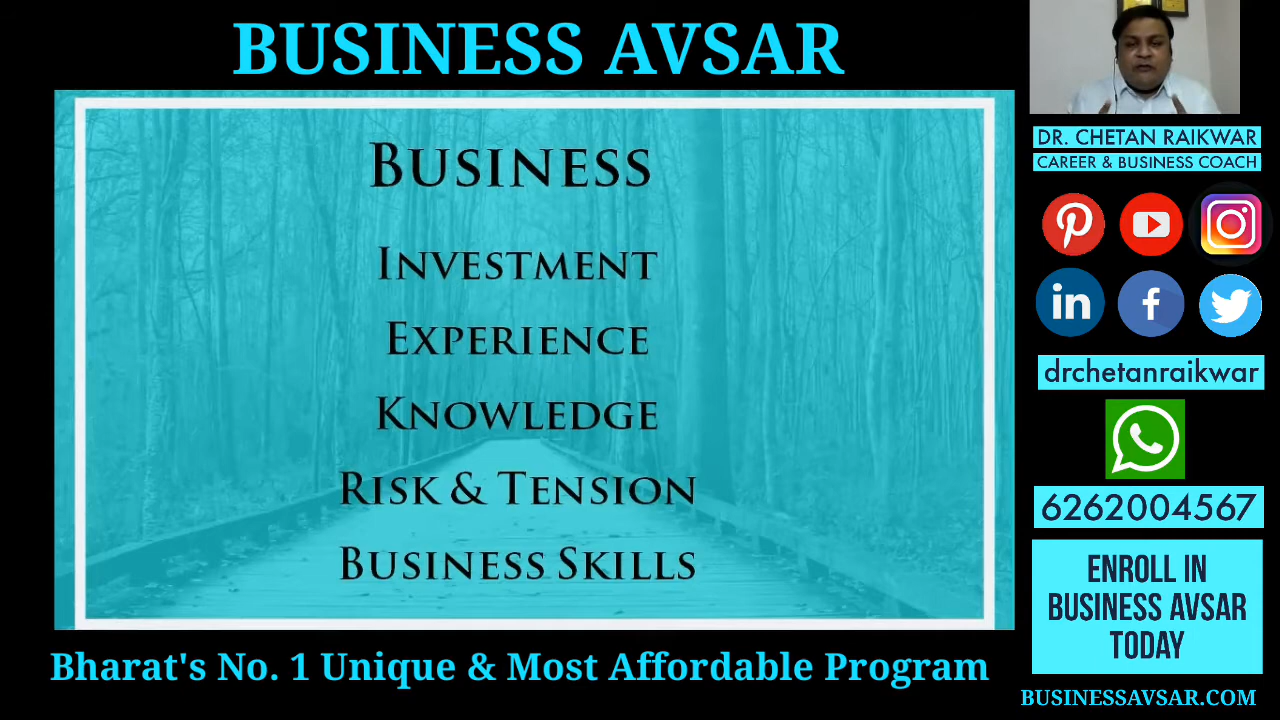 BUSINESS AVSAR
BUSINESS
INVESTMENT
EXPERIENCE
KNOWLEDGE
RISK & TENSION
BUSINESS SKILLS
Bharat's No. 1 Unique & Most Affordable Program
DR. CHETAN RAIKWAR
CAREER & BUSINESS COACH
in
f
drchetanraikwar
6262004567
ENROLL IN
BUSINESS AVSAR
TODAY
BUSINESSAVSAR.COM